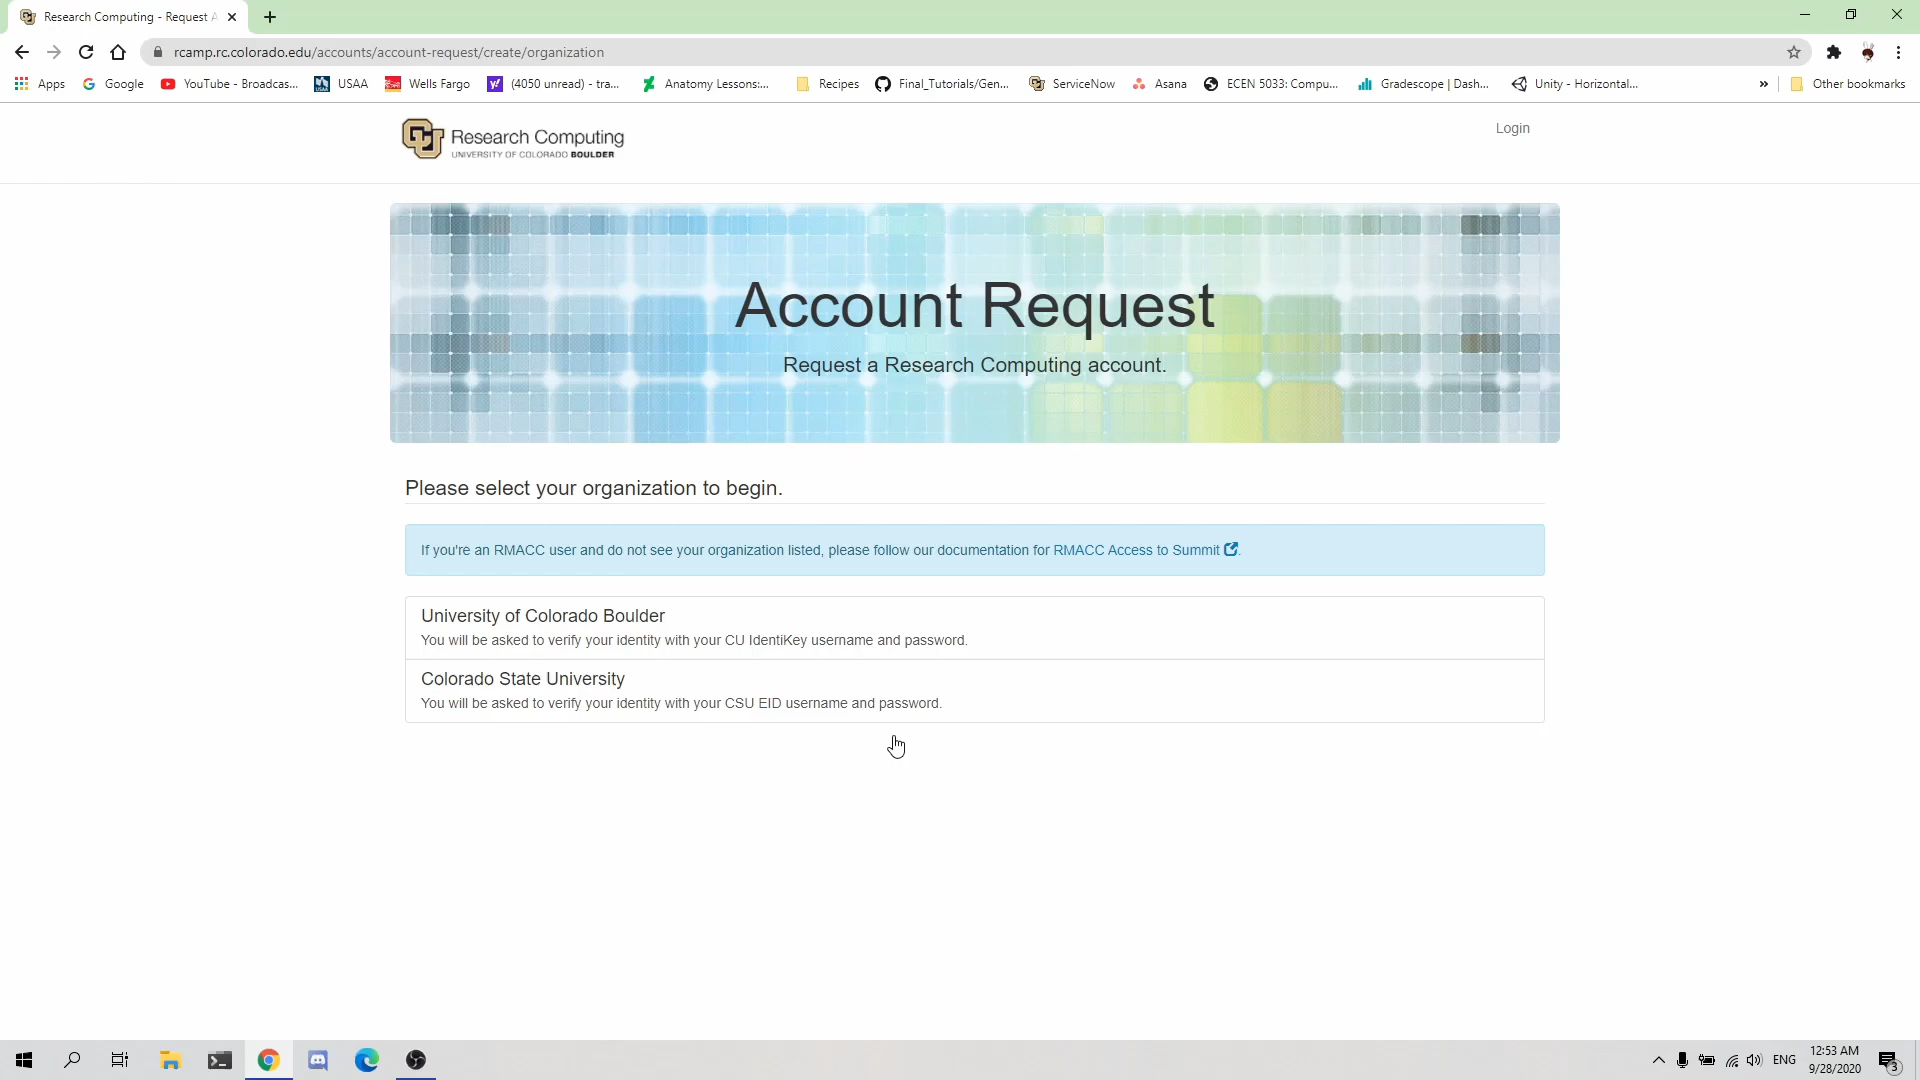 Research Computing - Request A
rcamp.rc.colorado.edu/accounts/account-request/create/organization
Apps Google YouTube - Broadcas... USAA Wells Fargo (4050 unread) - tra... Anatomy Lessons:... Recipes Final_Tutorials/Gen... ServiceNow Asana ECEN 5033: Compu... Gradescope | Dash... Unity - Horizontal... » Other bookmarks
CU Research Computing
UNIVERSITY OF COLORADO BOULDER
Login
Account Request
Request a Research Computing account.
Please select your organization to begin.
If you're an RMACC user and do not see your organization listed, please follow our documentation for RMACC Access to Summit.
University of Colorado Boulder
You will be asked to verify your identity with your CU IdentiKey username and password.
Colorado State University
You will be asked to verify your identity with your CSU EID username and password.
ENG
12:53 AM
9/28/2020
3